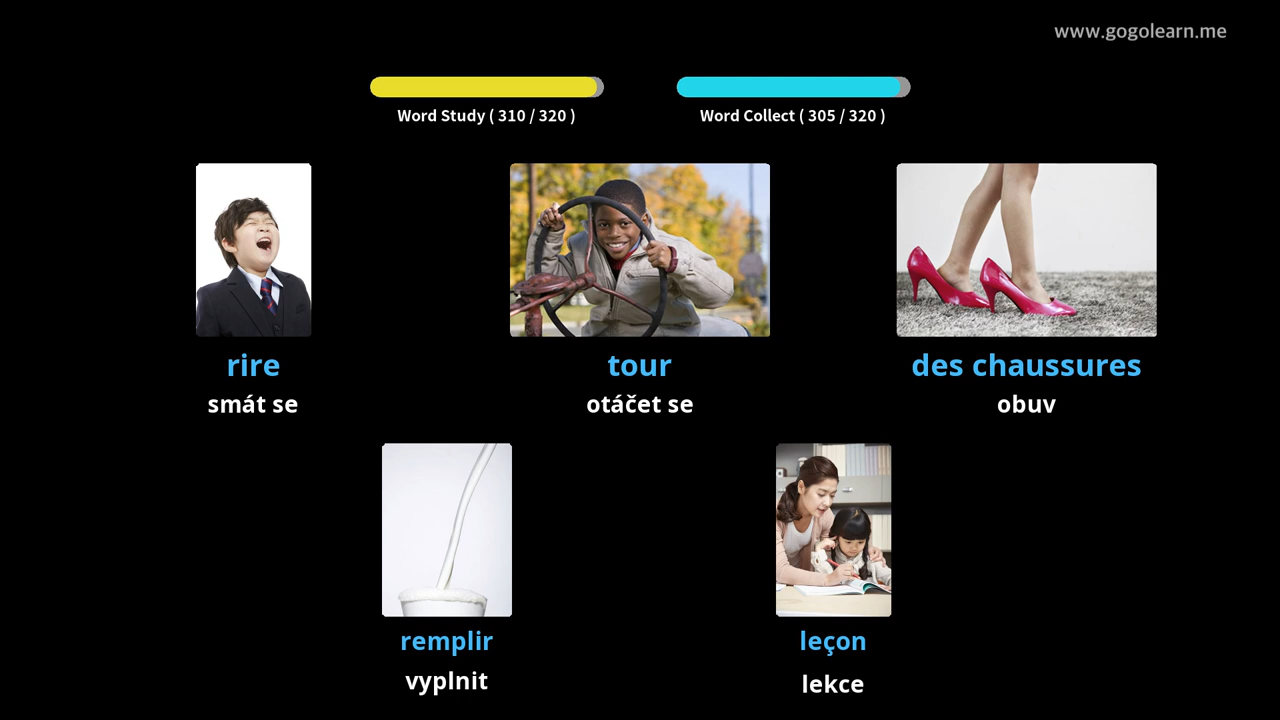 www.gogolearn.me
Word Study ( 310 / 320 )
Word Collect ( 305 / 320 )
rire
smát se
tour
otáčet se
des chaussures
obuv
remplir
vyplnit
leçon
lekce